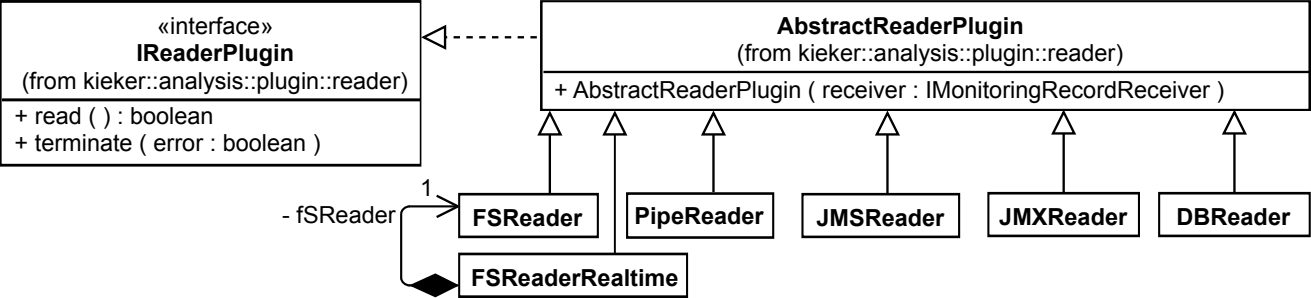 «interface»
IReaderPlugin
(from kieker::analysis::plugin::reader)
+ read ( ) : boolean
+ terminate ( error : boolean )
AbstractReaderPlugin
(from kieker::analysis::plugin::reader)
+ AbstractReaderPlugin ( receiver : IMonitoringRecordReceiver )
1
- fSReader
FSReader
PipeReader
JMSReader
JMXReader
DBReader
FSReaderRealtime